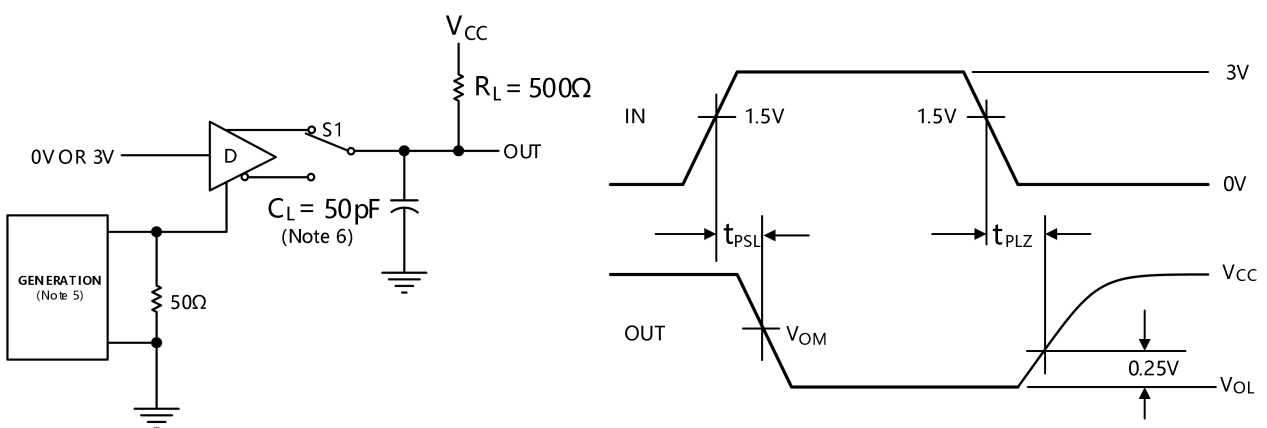 VCC
RL = 500Ω
S1
0V OR 3V
D
OUT
CL = 50pF
(Note 6)
GENERATION
(Note 5)
50Ω
3V
IN
1.5V
1.5V
0V
tPSL
tPLZ
VCC
OUT
VOM
0.25V
VOL